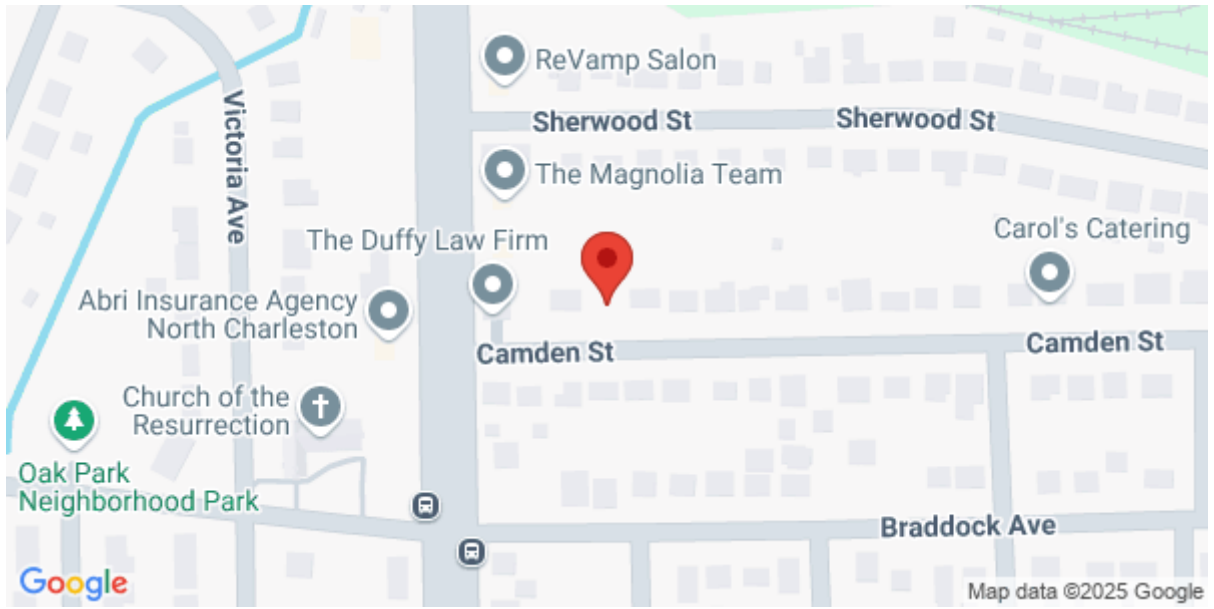 ReVamp Salon
Sherwood St
Sherwood St
Victoria Ave
The Magnolia Team
The Duffy Law Firm
Carol's Catering
Abri Insurance Agency
North Charleston
Camden St
Camden St
Church of the
Resurrection
Oak Park
Neighborhood Park
Braddock Ave
Google
Map data ©2025 Google